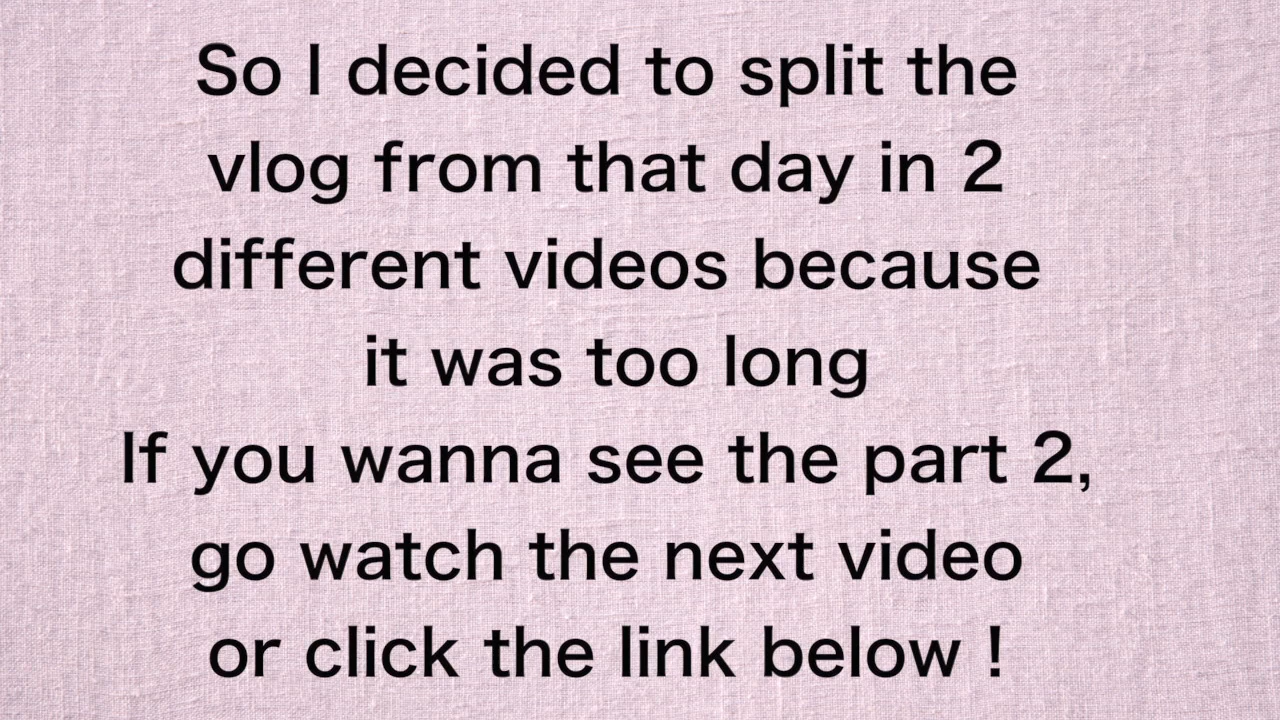 So I decided to split the
vlog from that day in 2
different videos because
it was too long
If you wanna see the part 2,
go watch the next video
or click the link below !